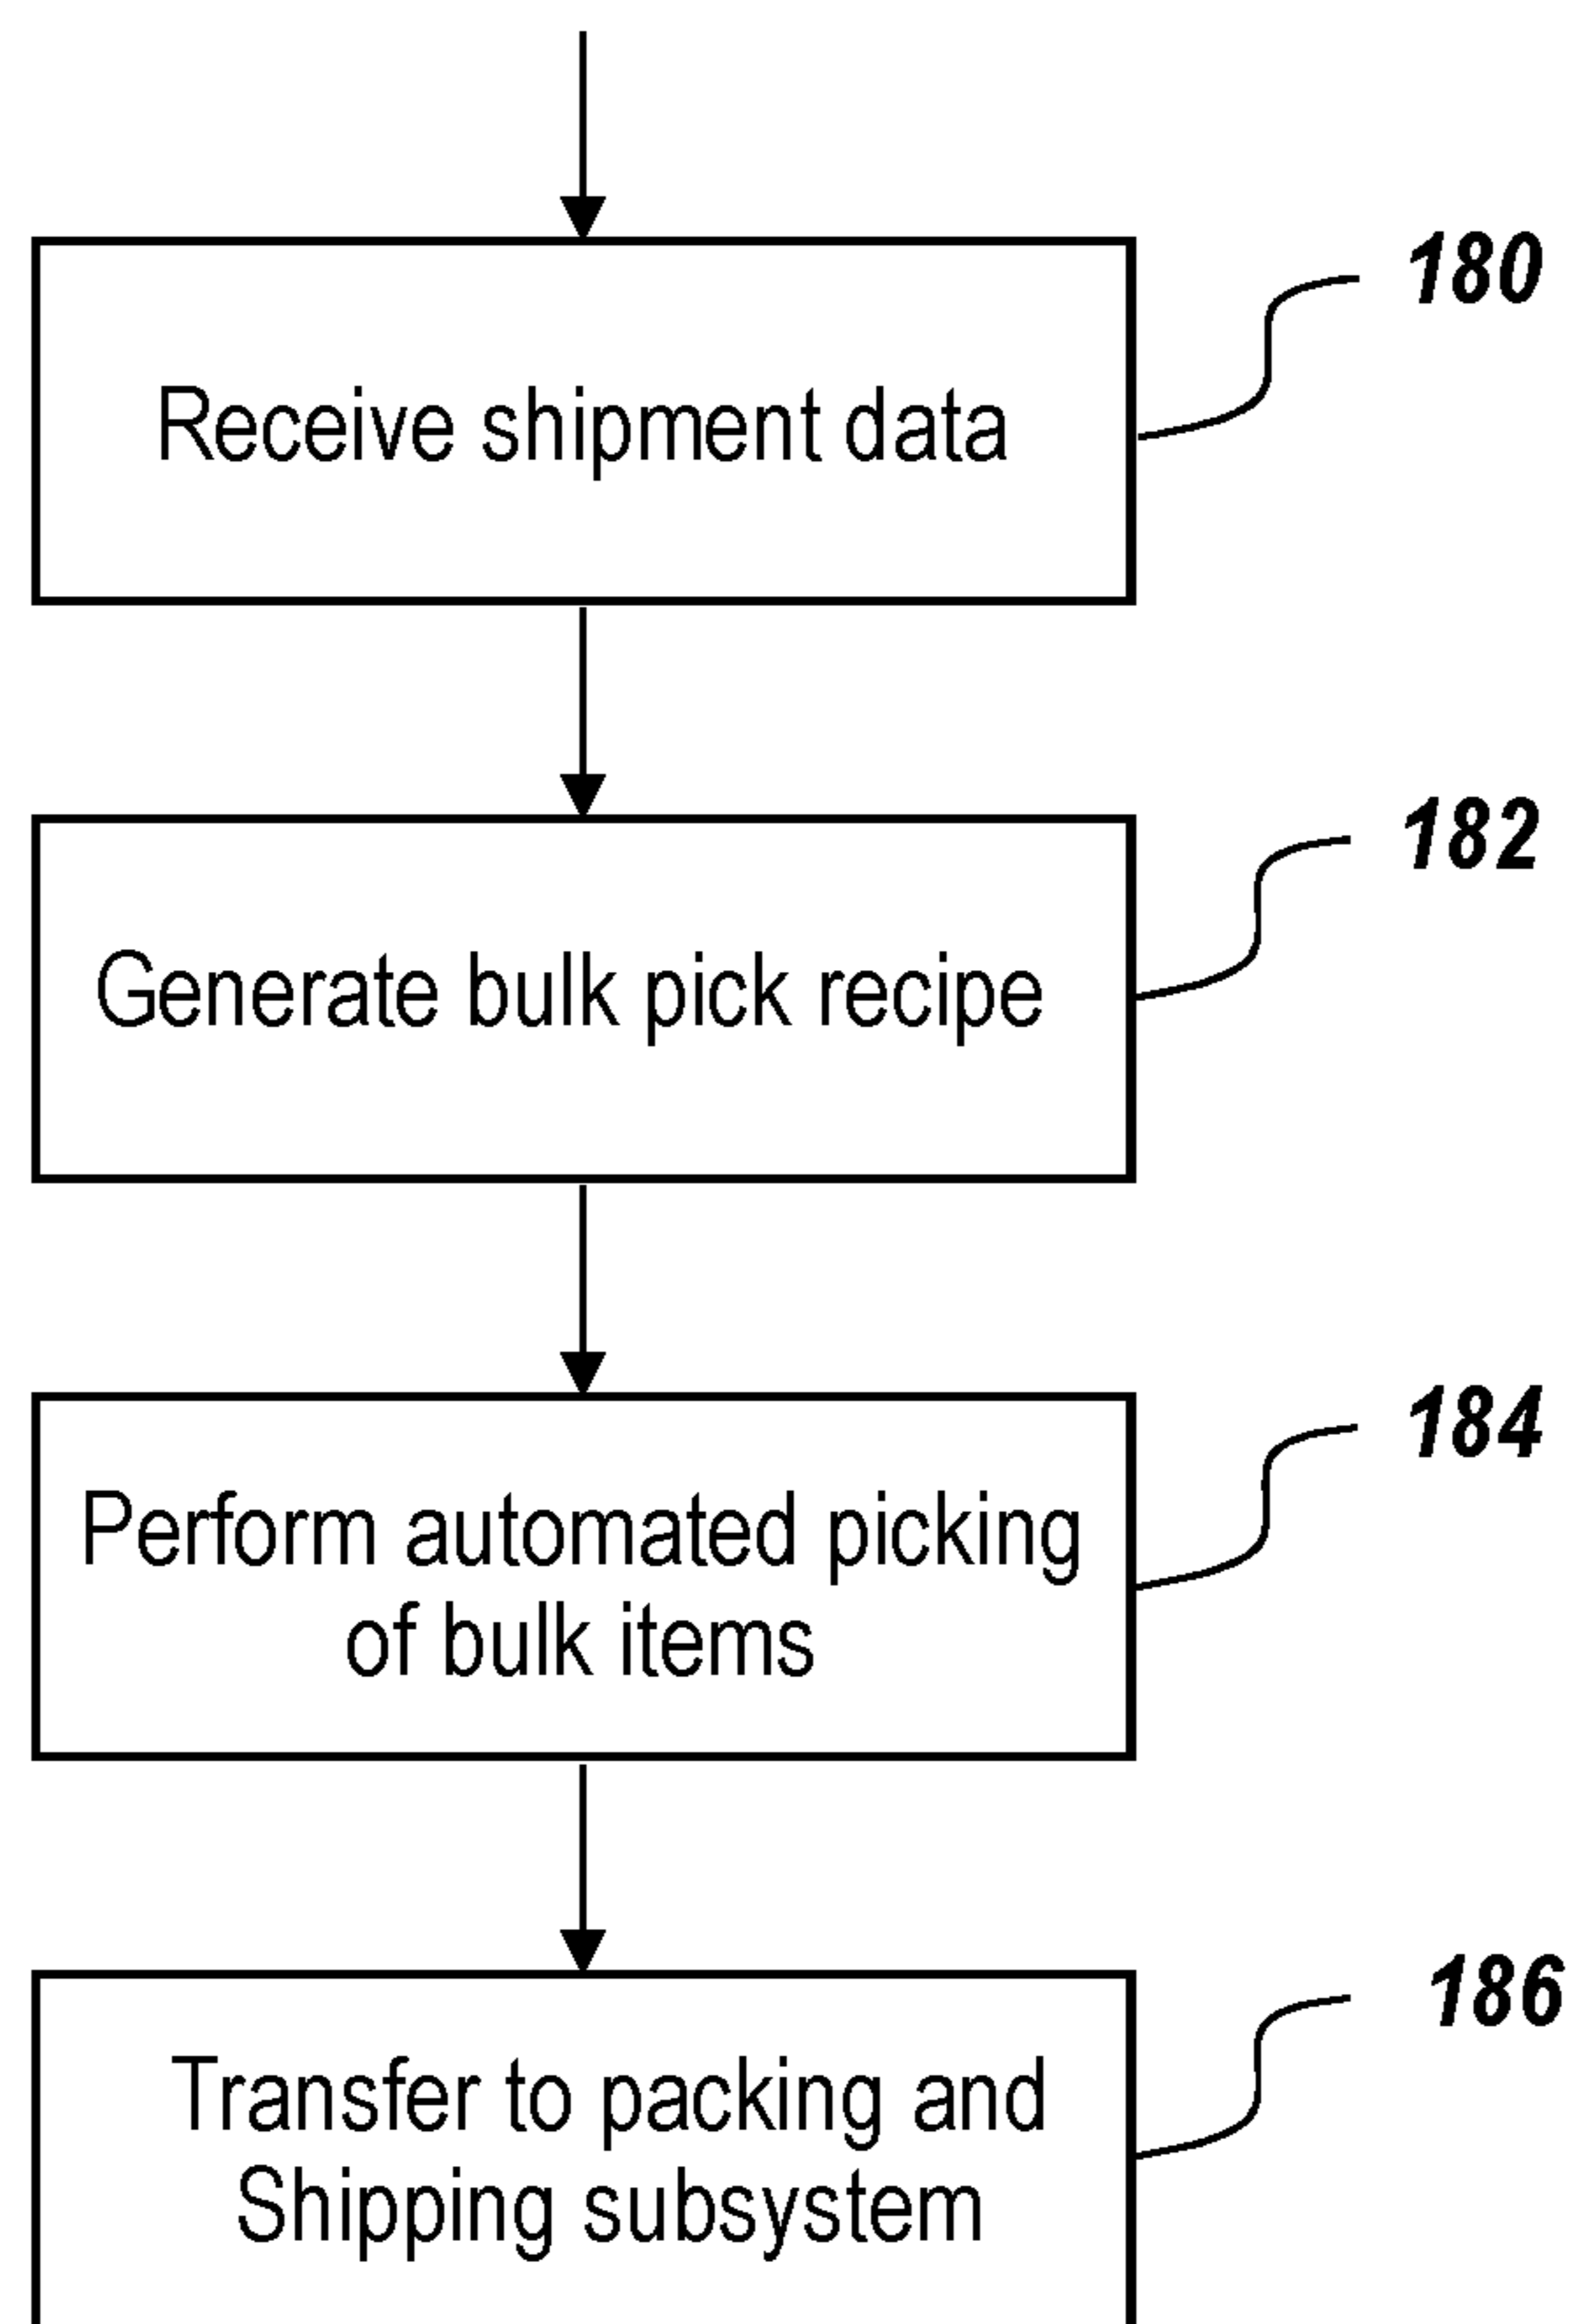 180
Receive shipment data
182
Generate bulk pick recipe
184
Perform automated picking
of bulk items
186
Transfer to packing and
Shipping subsystem